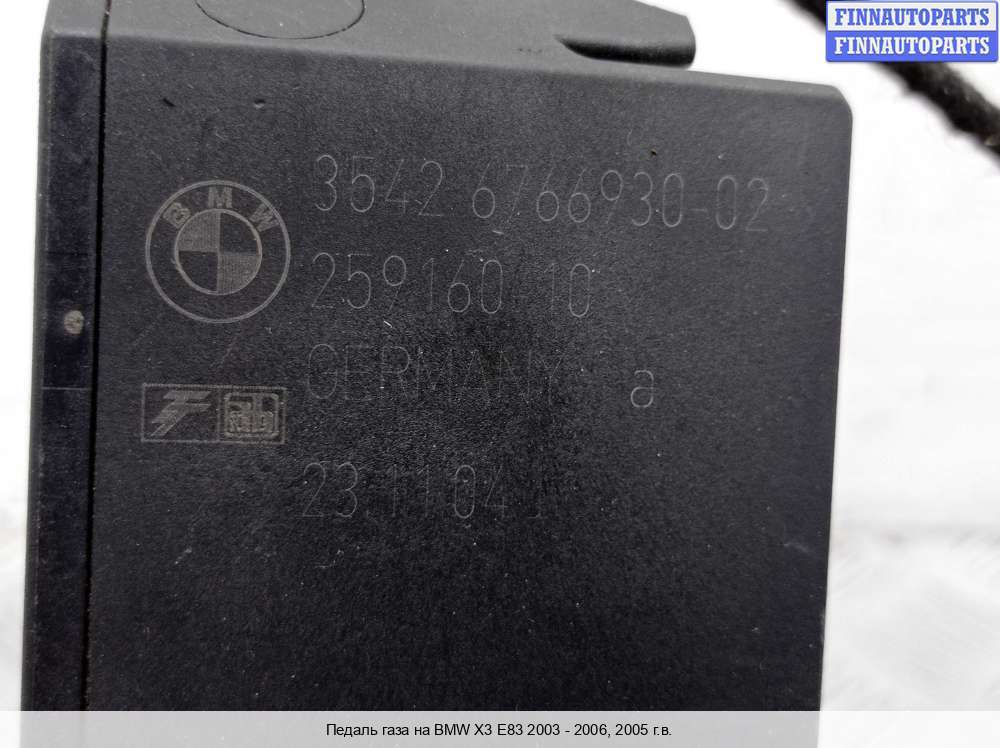 FINNAUTOPARTS
FINNAUTOPARTS
3542 6766930-02
BMW
259160 10
GERMANY a
23.11.04
Педаль газа на BMW X3 E83 2003 - 2006, 2005 г.в.